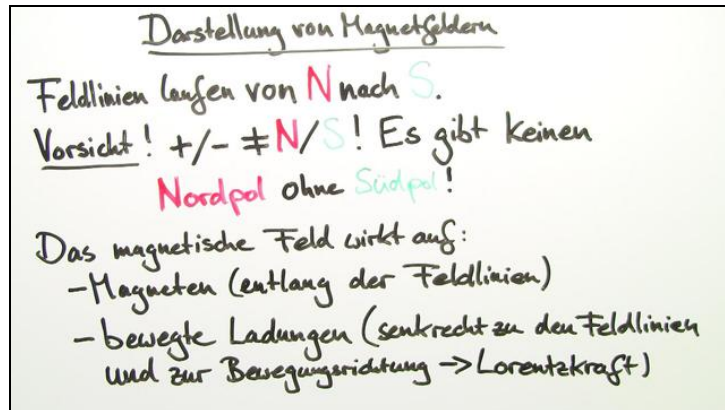 Darstellung von Magnetfeldern
Feldlinien laufen von N nach S.
Vorsicht! +/- ≠ N/S! Es gibt keinen
Nordpol ohne Südpol!
Das magnetische Feld wirkt auf:
- Magneten (entlang der Feldlinien)
- bewegte Ladungen (senkrecht zu den Feldlinien
und zur Bewegungsrichtung -> Lorentzkraft)